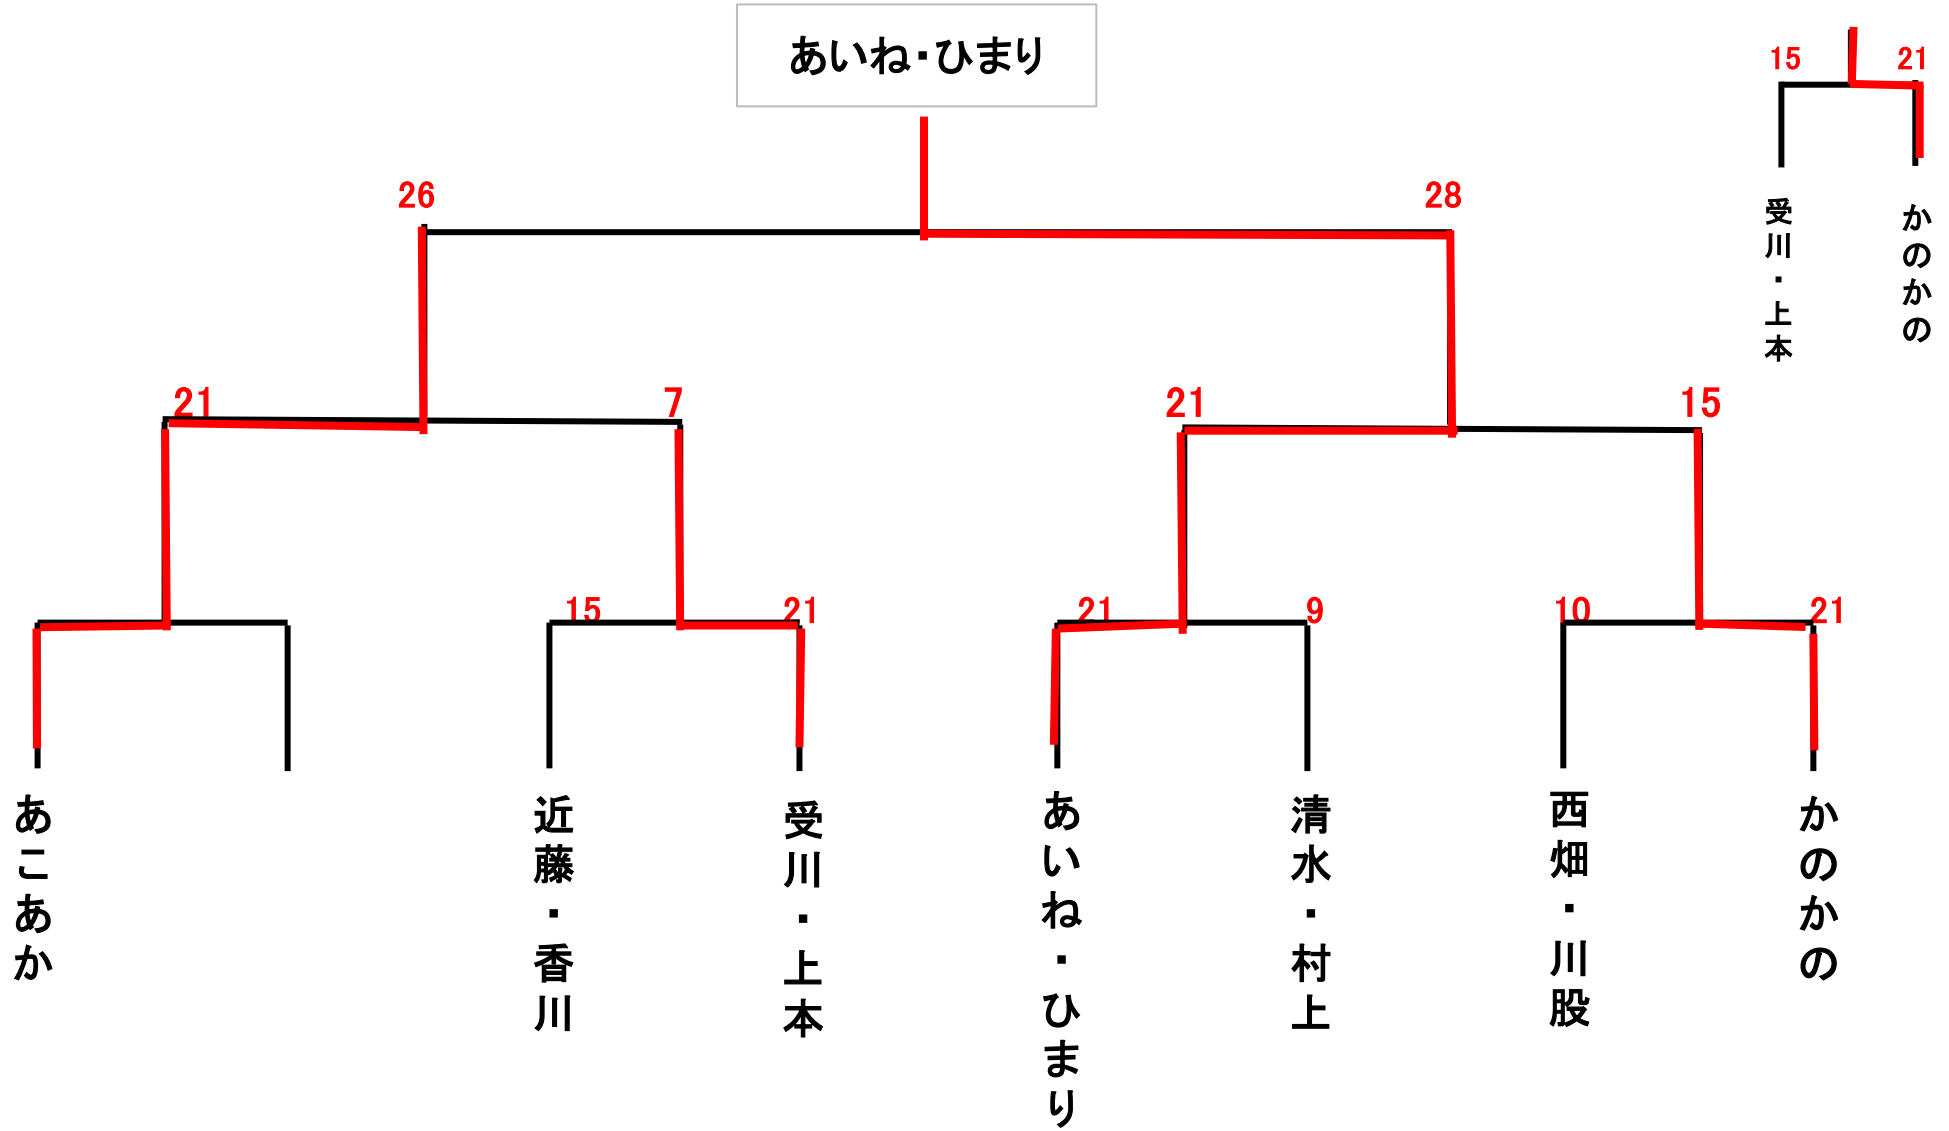 あいね・ひまり
15 21
26 28
受川・上本
かのかの
21 7 21 15
15 21 21 9 10 21
あこあか
近藤・香川
受川・上本
あいね・ひまり
清水・村上
西畑・川股
かのかの